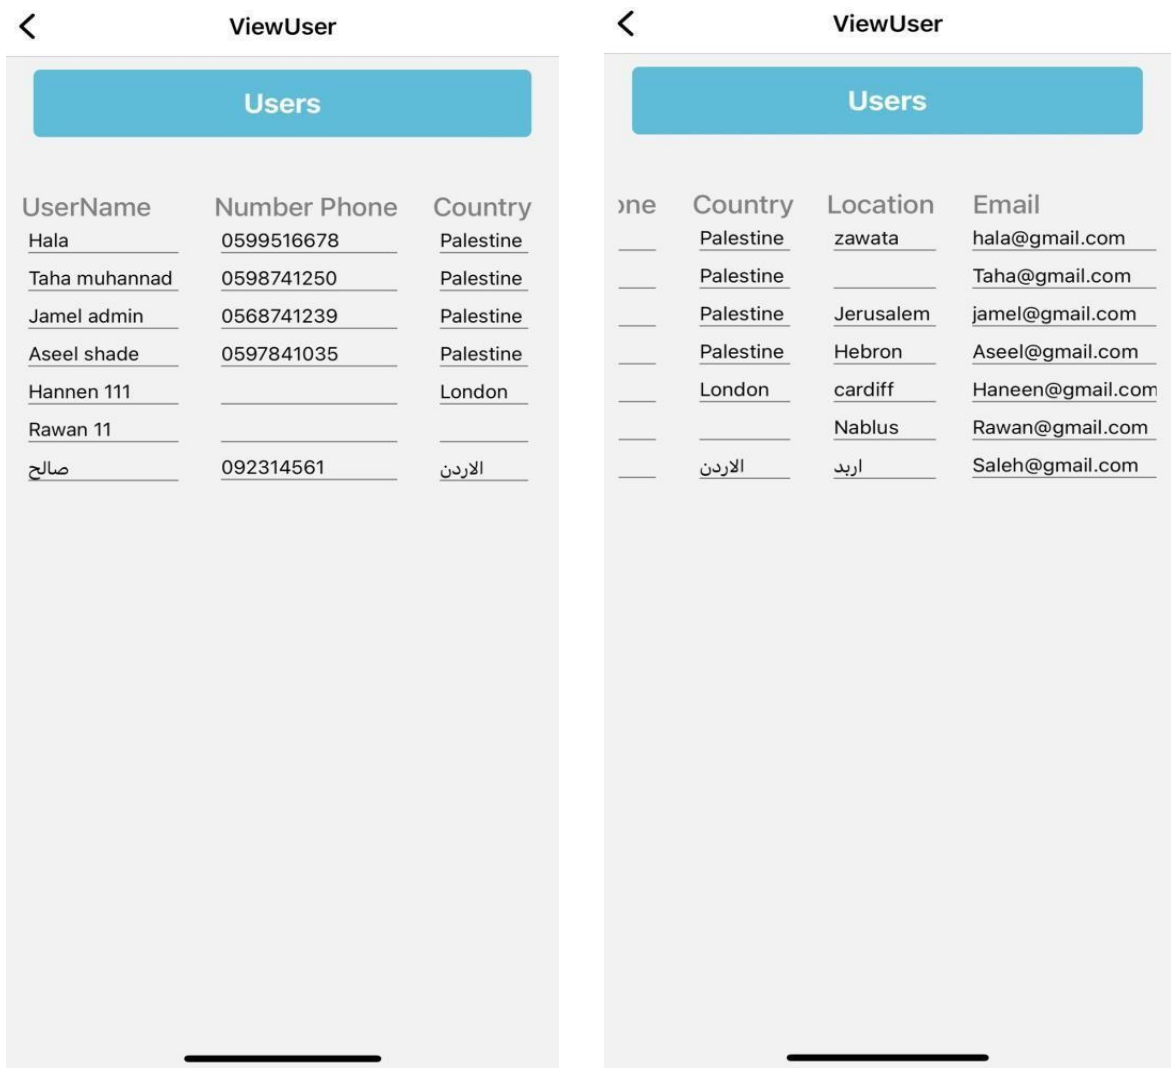 ViewUser
Users
UserName Number Phone Country
Hala 0599516678 Palestine
Taha muhannad 0598741250 Palestine
Jamel admin 0568741239 Palestine
Aseel shade 0597841035 Palestine
Hannen 111 London
Rawan 11
صالح 092314561 الاردن
ViewUser
Users
one Country Location Email
Palestine zawata hala@gmail.com
Palestine Taha@gmail.com
Palestine Jerusalem jamel@gmail.com
Palestine Hebron Aseel@gmail.com
London cardiff Haneen@gmail.com
Nablus Rawan@gmail.com
الاردن اربد Saleh@gmail.com